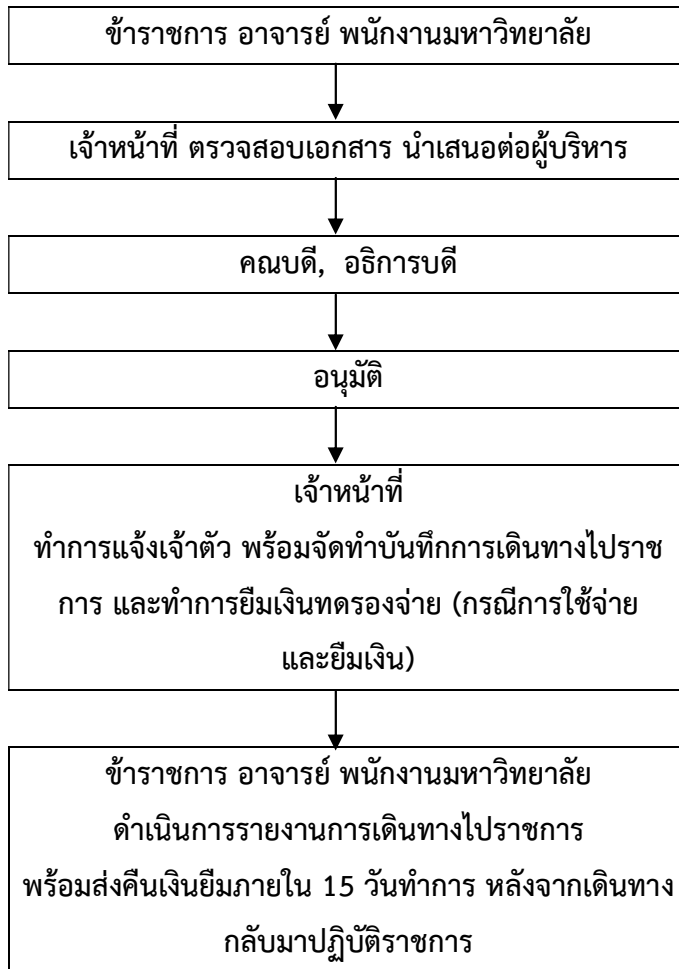 ข้าราชการ อาจารย์ พนักงานมหาวิทยาลัย
เจ้าหน้าที่ ตรวจสอบเอกสาร นำเสนอต่อผู้บริหาร
คณบดี, อธิการบดี
อนุมัติ
เจ้าหน้าที่
ทำการแจ้งเจ้าตัว พร้อมจัดทำบันทึกการเดินทางไปราช
การ และทำการยืมเงินทดรองจ่าย (กรณีการใช้จ่าย
และยืมเงิน)
ข้าราชการ อาจารย์ พนักงานมหาวิทยาลัย
ดำเนินการรายงานการเดินทางไปราชการ
พร้อมส่งคืนเงินยืมภายใน 15 วันทำการ หลังจากเดินทาง
กลับมาปฏิบัติราชการ